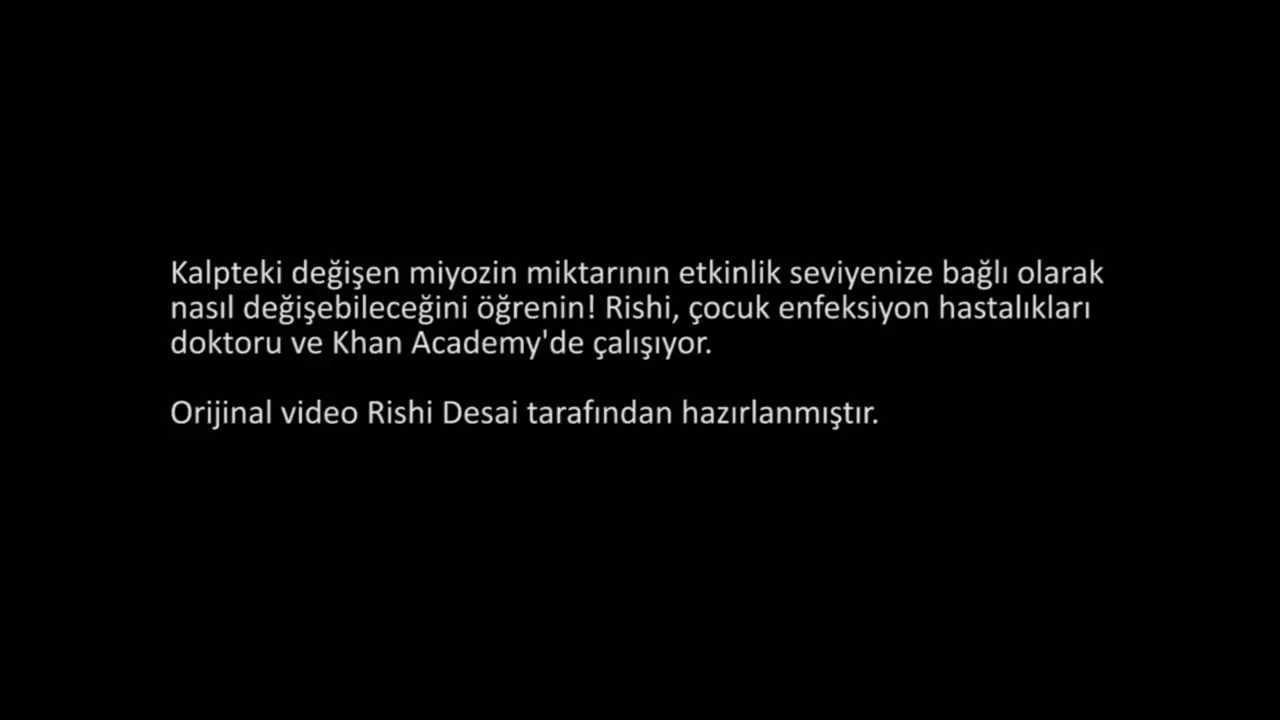 Kalpteki değişen miyozin miktarının etkinlik seviyenize bağlı olarak
nasıl değişebileceğini öğrenin! Rishi, çocuk enfeksiyon hastalıkları
doktoru ve Khan Academy'de çalışıyor.
Orijinal video Rishi Desai tarafından hazırlanmıştır.